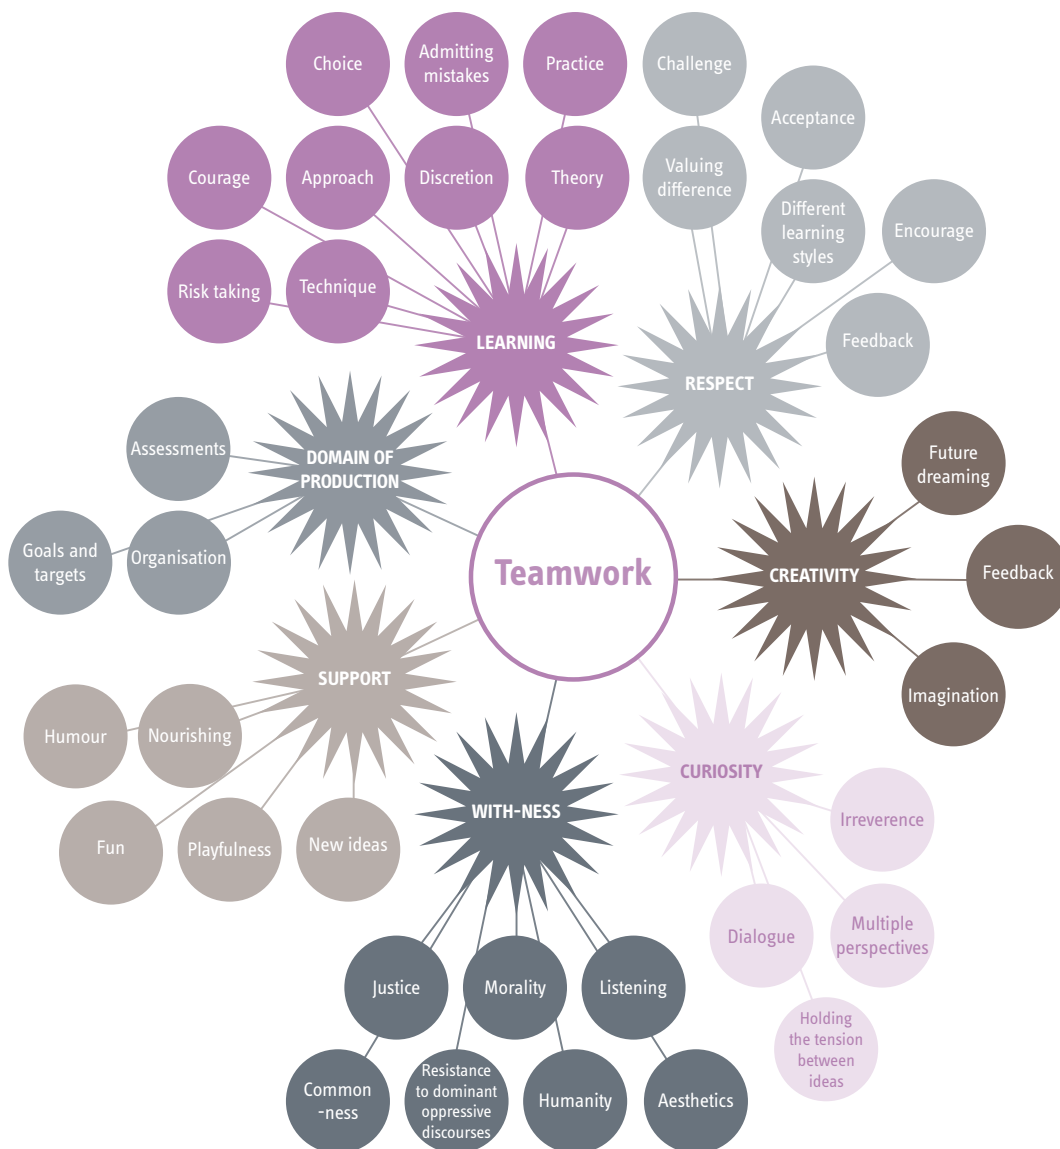 Choice
Admitting
mistakes
Practice
Challenge
Acceptance
Courage
Approach
Discretion
Theory
Valuing
difference
Different
learning
styles
Encourage
Risk taking
Technique
LEARNING
RESPECT
Feedback
Assessments
DOMAIN OF
PRODUCTION
Future
dreaming
Goals and
targets
Organisation
Teamwork
CREATIVITY
Feedback
SUPPORT
Imagination
Humour
Nourishing
CURIOSITY
WITH-NESS
Irreverence
Fun
Playfulness
New ideas
Dialogue
Multiple
perspectives
Justice
Morality
Listening
Holding
the tension
between
ideas
Common
-ness
Resistance
to dominant
oppressive
discourses
Humanity
Aesthetics